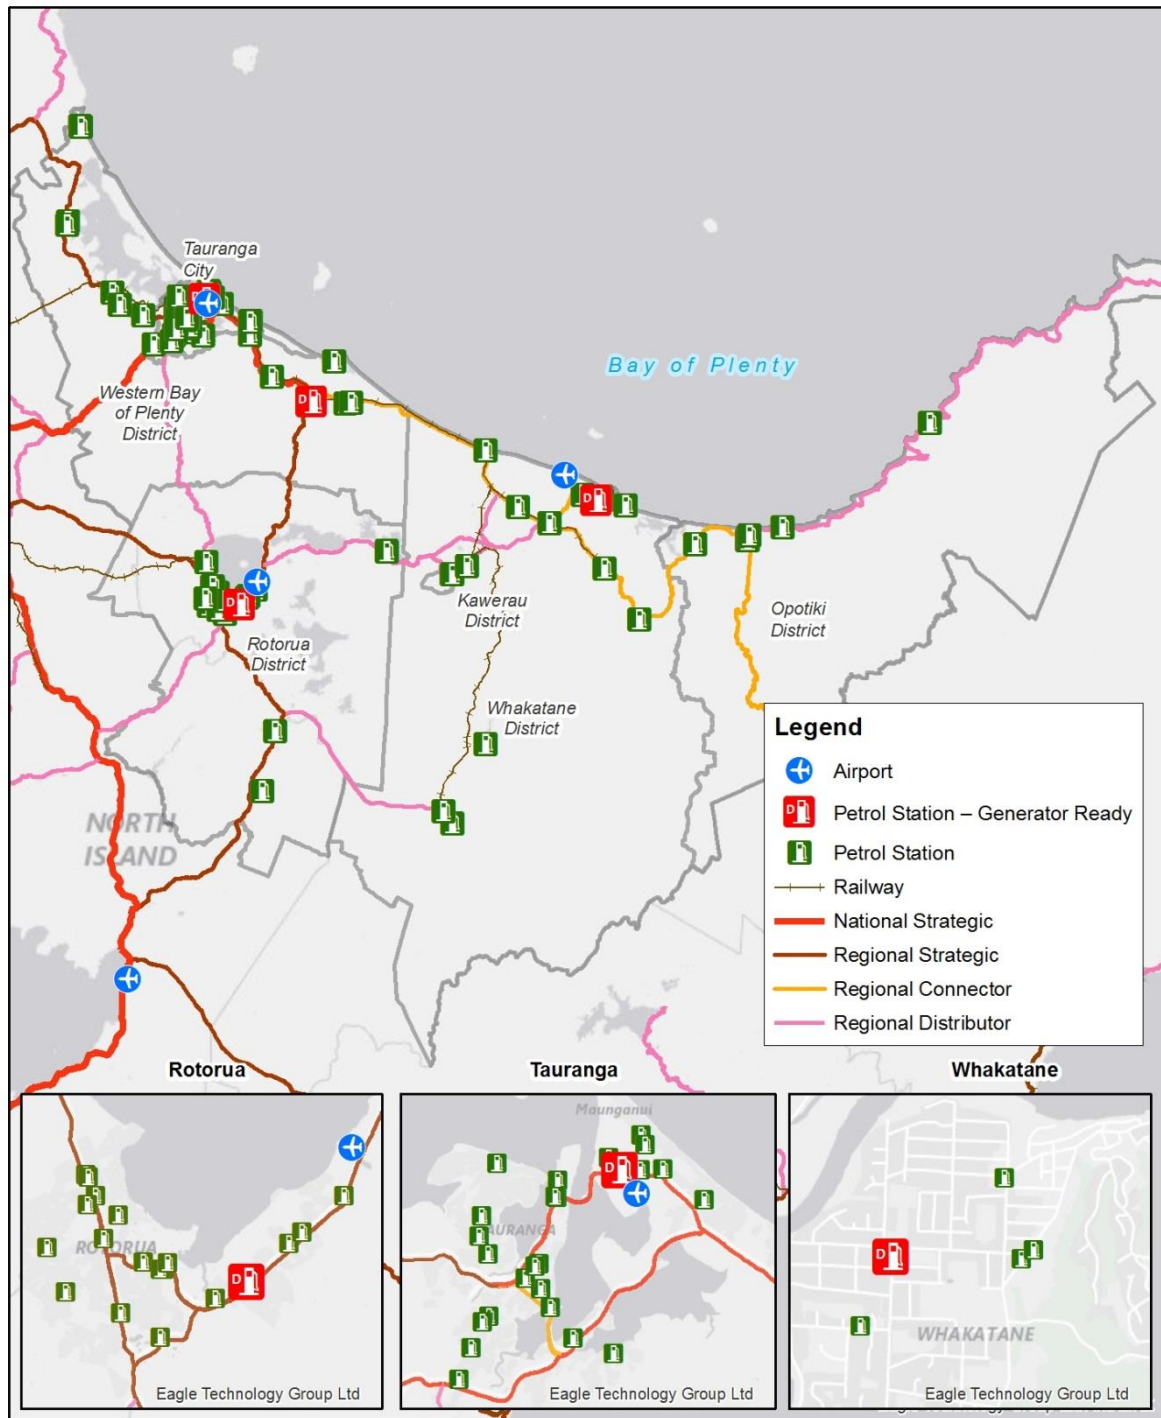 Tauranga
City
Bay of Plenty
Western Bay
of Plenty
District
Kawerau
District
Opotiki
District
Rotorua
District
Whakatane
District
NORTH
ISLAND
Legend
Airport
D
Petrol Station – Generator Ready
Petrol Station
Railway
National Strategic
Regional Strategic
Regional Connector
Regional Distributor
Rotorua
Tauranga
Whakatane
ROTORUA
D
Eagle Technology Group Ltd
Maunganui
D
TAURANGA
Eagle Technology Group Ltd
D
WHAKATANE
Eagle Technology Group Ltd